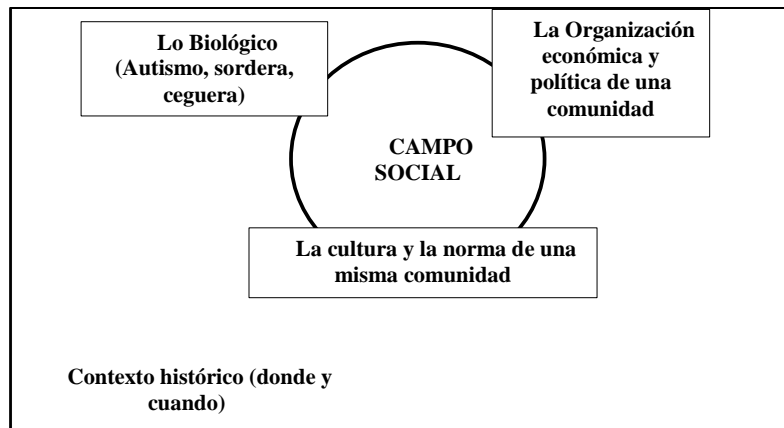 Lo Biológico
(Autismo, sordera,
ceguera)
La Organización
económica y
política de una
comunidad
CAMPO
SOCIAL
La cultura y la norma de una
misma comunidad
Contexto histórico (donde y
cuando)